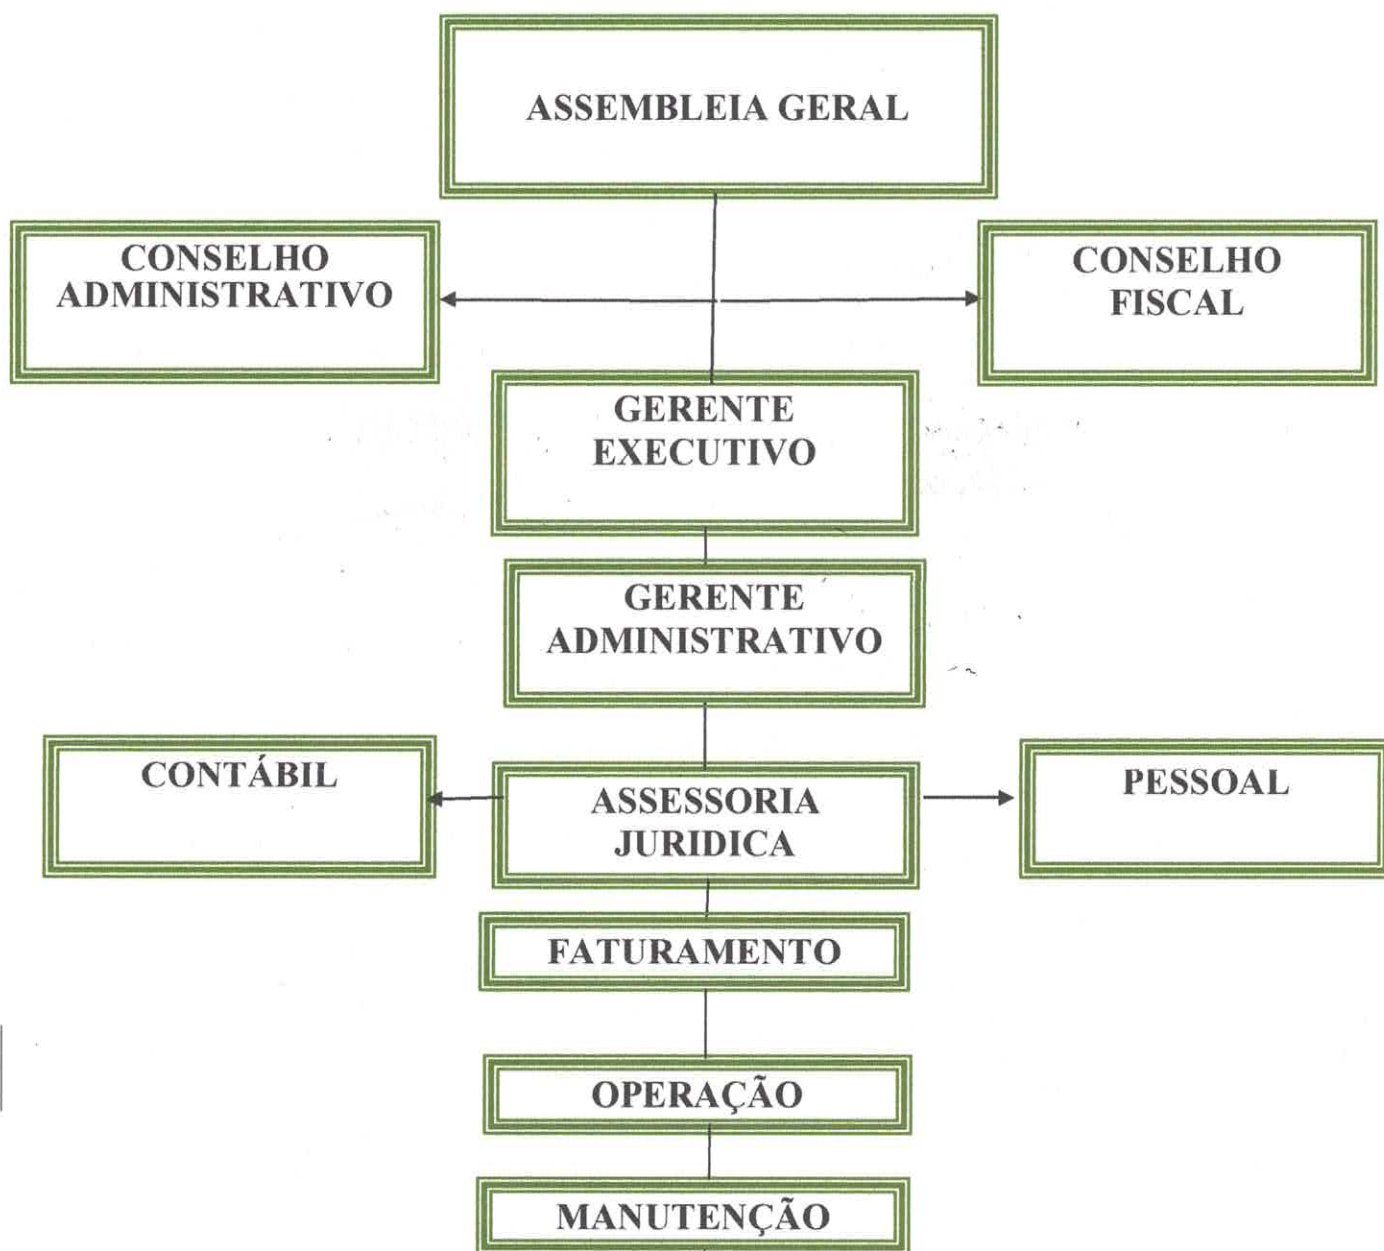 ASSEMBLEIA GERAL
CONSELHO
ADMINISTRATIVO
CONSELHO
FISCAL
GERENTE
EXECUTIVO
GERENTE
ADMINISTRATIVO
CONTÁBIL
ASSESSORIA
JURIDICA
PESSOAL
FATURAMENTO
OPERAÇÃO
MANUTENÇÃO